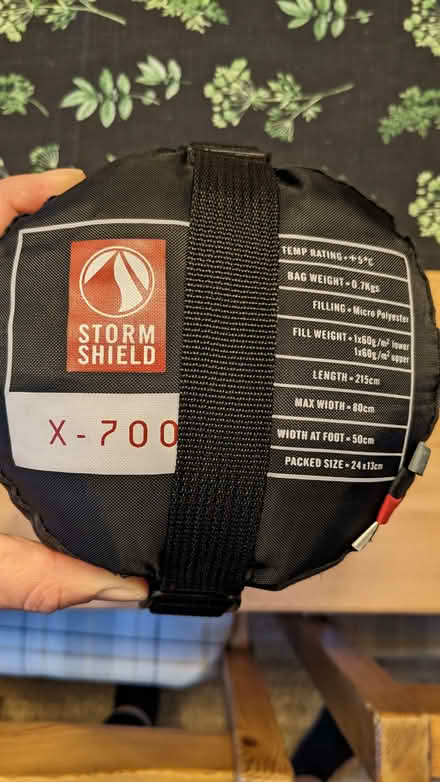 STORM
SHIELD
X-700
TEMP RATING • +5°C
BAG WEIGHT • 0.7Kgs
FILLING • Micro Polyester
FILL WEIGHT • 1x60g/m² lower
1x60g/m² upper
LENGTH • 215cm
MAX WIDTH • 80cm
WIDTH AT FOOT • 50cm
PACKED SIZE • 24x13cm